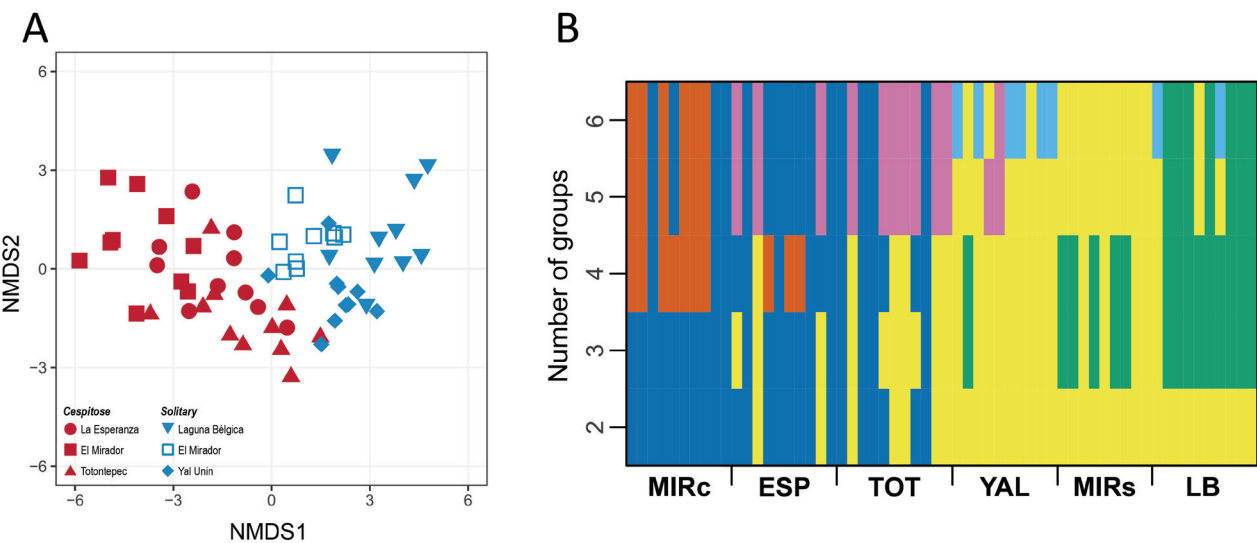 A
B
NMDS2
6
3
0
−3
−6
Cespitose
Solitary
La Esperanza
Laguna Bélgica
El Mirador
El Mirador
Totontepec
Yal Unin
−6
−3
0
3
6
NMDS1
Number of groups
6
5
4
3
2
MIRc
ESP
TOT
YAL
MIRs
LB